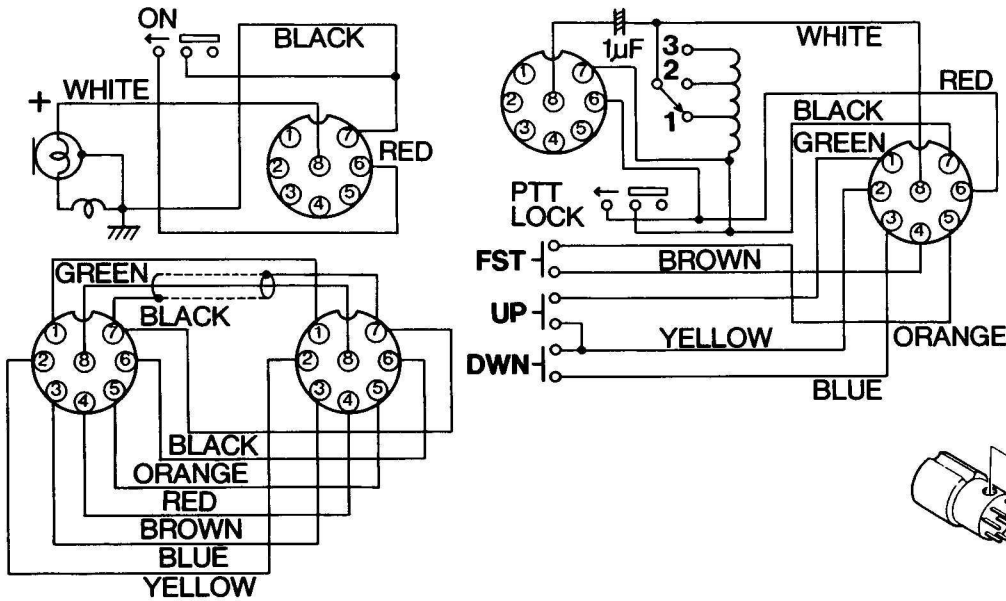 ON
BLACK
+ WHITE
1 7
RED
2 8 6
3 4 5
WHITE
1µF
3
2
1
1 7
2 8 6
3 4 5
RED
BLACK
GREEN
1 7
2 8 6
3 4 5
PTT
LOCK
FST
BROWN
UP
YELLOW
ORANGE
DWN
BLUE
GREEN
BLACK
1 7
2 8 6
3 4 5
1 7
2 8 6
3 4 5
BLACK
ORANGE
RED
BROWN
BLUE
YELLOW